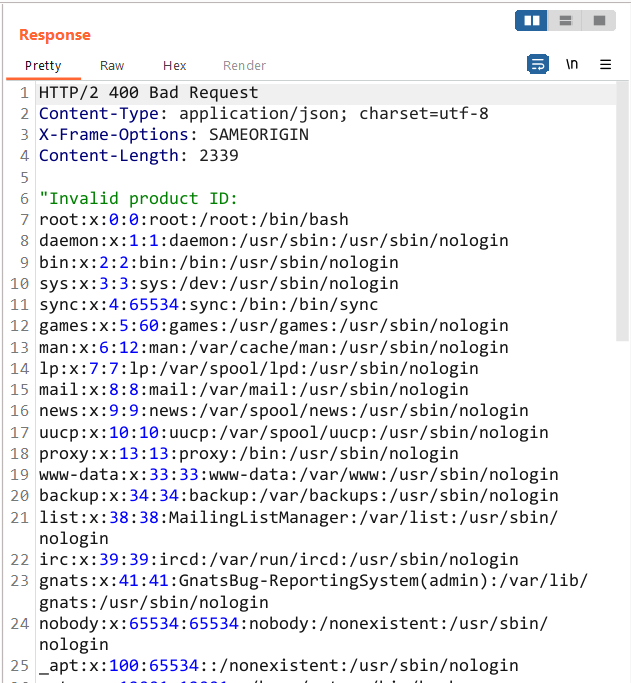 Response
Pretty Raw Hex Render \n
1 HTTP/2 400 Bad Request
2 Content-Type: application/json; charset=utf-8
3 X-Frame-Options: SAMEORIGIN
4 Content-Length: 2339
5
6 "Invalid product ID:
7 root:x:0:0:root:/root:/bin/bash
8 daemon:x:1:1:daemon:/usr/sbin:/usr/sbin/nologin
9 bin:x:2:2:bin:/bin:/usr/sbin/nologin
10 sys:x:3:3:sys:/dev:/usr/sbin/nologin
11 sync:x:4:65534:sync:/bin:/bin/sync
12 games:x:5:60:games:/usr/games:/usr/sbin/nologin
13 man:x:6:12:man:/var/cache/man:/usr/sbin/nologin
14 lp:x:7:7:lp:/var/spool/lpd:/usr/sbin/nologin
15 mail:x:8:8:mail:/var/mail:/usr/sbin/nologin
16 news:x:9:9:news:/var/spool/news:/usr/sbin/nologin
17 uucp:x:10:10:uucp:/var/spool/uucp:/usr/sbin/nologin
18 proxy:x:13:13:proxy:/bin:/usr/sbin/nologin
19 www-data:x:33:33:www-data:/var/www:/usr/sbin/nologin
20 backup:x:34:34:backup:/var/backups:/usr/sbin/nologin
21 list:x:38:38:MailingListManager:/var/list:/usr/sbin/
nologin
22 irc:x:39:39:ircd:/var/run/ircd:/usr/sbin/nologin
23 gnats:x:41:41:GnatsBug-ReportingSystem(admin):/var/lib/
gnats:/usr/sbin/nologin
24 nobody:x:65534:65534:nobody:/nonexistent:/usr/sbin/
nologin
25 _apt:x:100:65534::/nonexistent:/usr/sbin/nologin